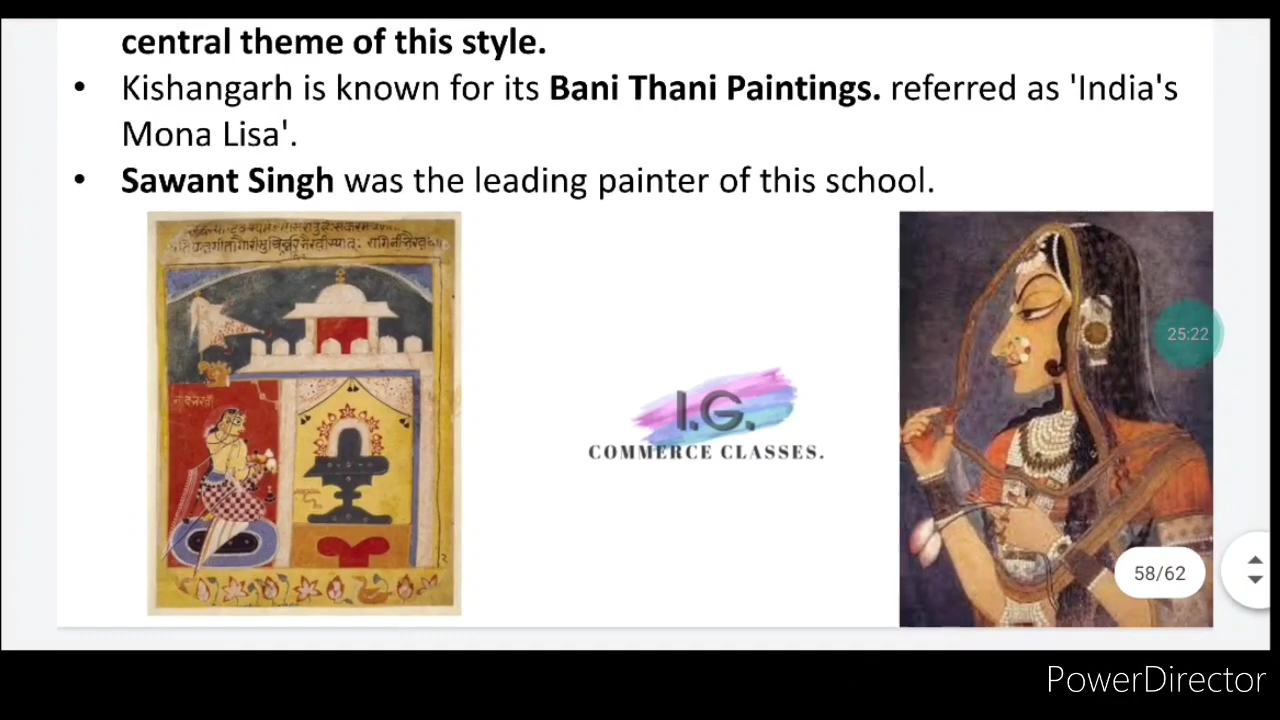 central theme of this style.
• Kishangarh is known for its Bani Thani Paintings. referred as 'India's
Mona Lisa'.
• Sawant Singh was the leading painter of this school.
25:22
I.G.
COMMERCE CLASSES.
58/62
PowerDirector